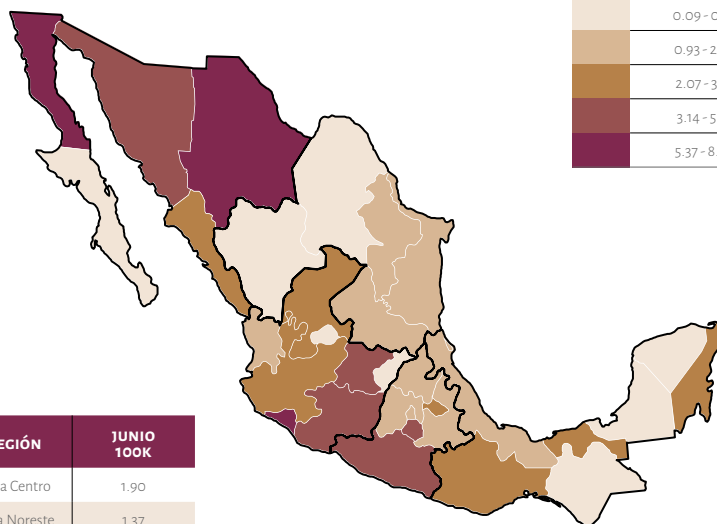 0.09 - 0
0.93 - 2
2.07 - 3
3.14 - 5
5.37 - 8.
EGIÓN JUNIO
100K
a Centro 1.90
a Noreste 1.37